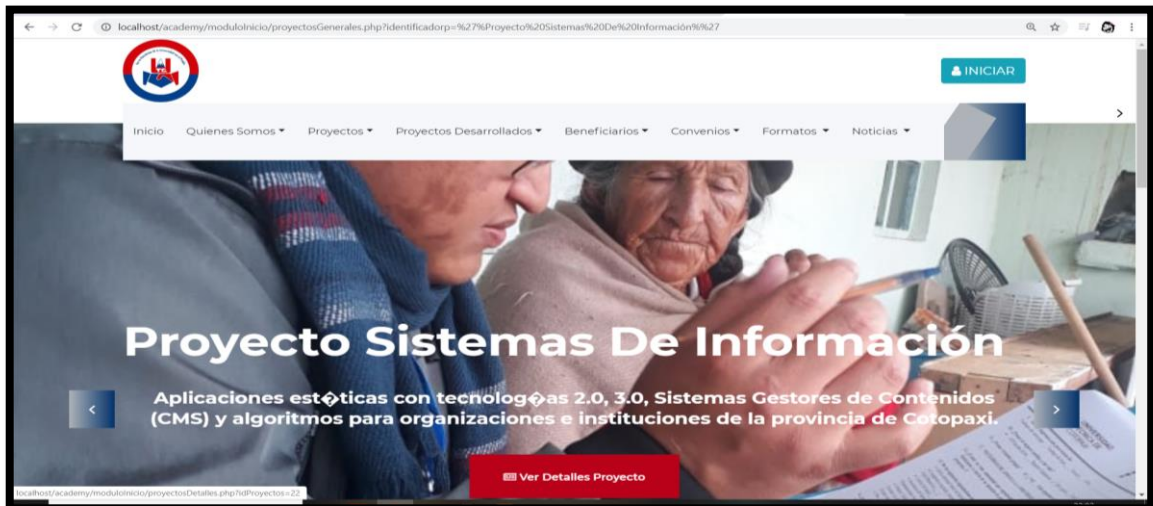 localhost/academy/moduloInicio/proyectosGenerales.php?identificadorp=%27%Proyecto%20Sistemas%20De%20Información%%27
INICIAR
Inicio Quienes Somos Proyectos Proyectos Desarrollados Beneficiarios Convenios Formatos Noticias
Proyecto Sistemas De Información
Aplicaciones est�ticas con tecnolog�as 2.0, 3.0, Sistemas Gestores de Contenidos
(CMS) y algoritmos para organizaciones e instituciones de la provincia de Cotopaxi.
Ver Detalles Proyecto
localhost/academy/moduloInicio/proyectosDetalles.php?idProyectos=22